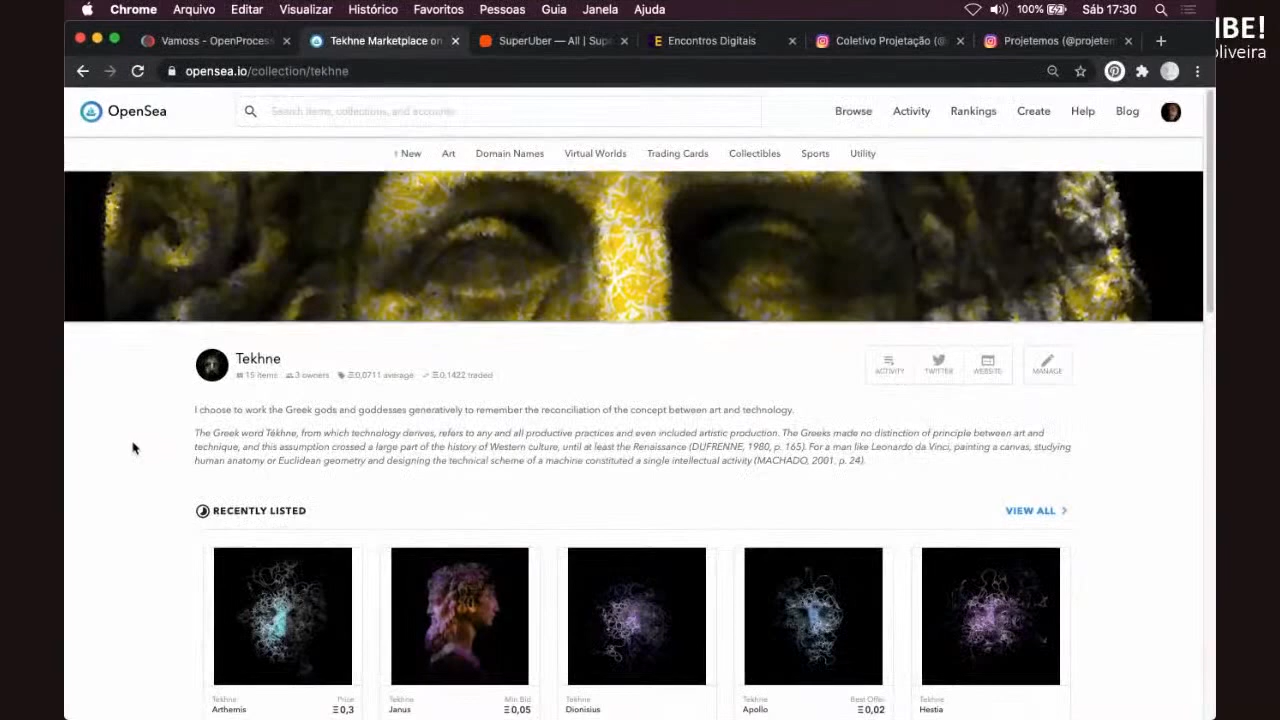 Chrome Arquivo Editar Visualizar Histórico Favoritos Pessoas Guia Janela Ajuda 100% Sáb 17:30
IBE!
oliveira
Vamoss - OpenProcess Tekhne Marketplace on SuperUber — All | Sup Encontros Digitais Coletivo Projetação (@ Projetemos (@projetem
opensea.io/collection/tekhne
OpenSea Search items, collections, and accounts Browse Activity Rankings Create Help Blog
New Art Domain Names Virtual Worlds Trading Cards Collectibles Sports Utility
Tekhne
15 items 3 owners Ξ0,0711 average Ξ0.1422 traded
ACTIVITY TWITTER WEBSITE MANAGE
I choose to work the Greek gods and goddesses generatively to remember the reconciliation of the concept between art and technology.
The Greek word Tékhne, from which technology derives, refers to any and all productive practices and even included artistic production. The Greeks made no distinction of principle between art and
technique, and this assumption crossed a large part of the history of Western culture, until at least the Renaissance (DUFRENNE, 1980, p. 165). For a man like Leonardo da Vinci, painting a canvas, studying
human anatomy or Euclidean geometry and designing the technical scheme of a machine constituted a single intellectual activity (MACHADO, 2001, p. 24).
RECENTLY LISTED VIEW ALL
Tekhne Price Tekhne Min Bid Tekhne Tekhne Best Offer Tekhne
Arthemis Ξ0,3 Janus Ξ0,05 Dionisius Apollo Ξ0,02 Hestia